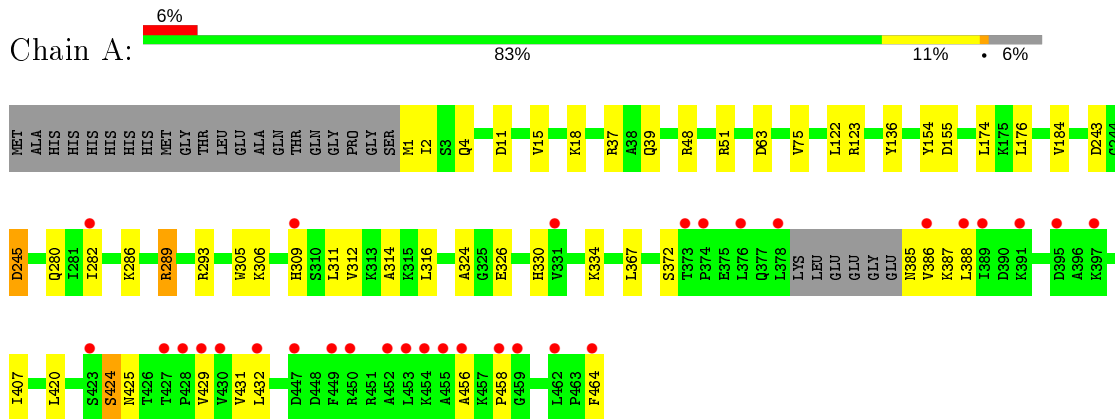 6%
Chain A:
83% 11% • 6%
MET ALA HIS HIS HIS HIS HIS HIS MET GLY THR LEU GLU ALA GLN THR GLN GLY PRO GLY SER M1 I2 S3 Q4 D11 V15 K18 R37 A38 Q39 R48 R51 D63 V75 L122 R123 Y136 Y154 D155 L174 K175 L176 V184 D243 G244
D245 Q280 I281 I282 K286 R289 R293 W305 K306 H309 S310 L311 V312 K313 A314 K315 L316 A324 G325 E326 H330 V331 K334 L367 S372 T373 P374 E375 L376 Q377 L378 LYS LEU GLU GLU GLY GLU N385 V386 K387 L388 I389 D390 K391 D395 A396 K397
I407 L420 S423 S424 N425 T426 T427 P428 V429 V430 V431 L432 D447 D448 F449 R450 R451 A452 L453 K454 A455 A456 K457 P458 G459 L462 P463 F464